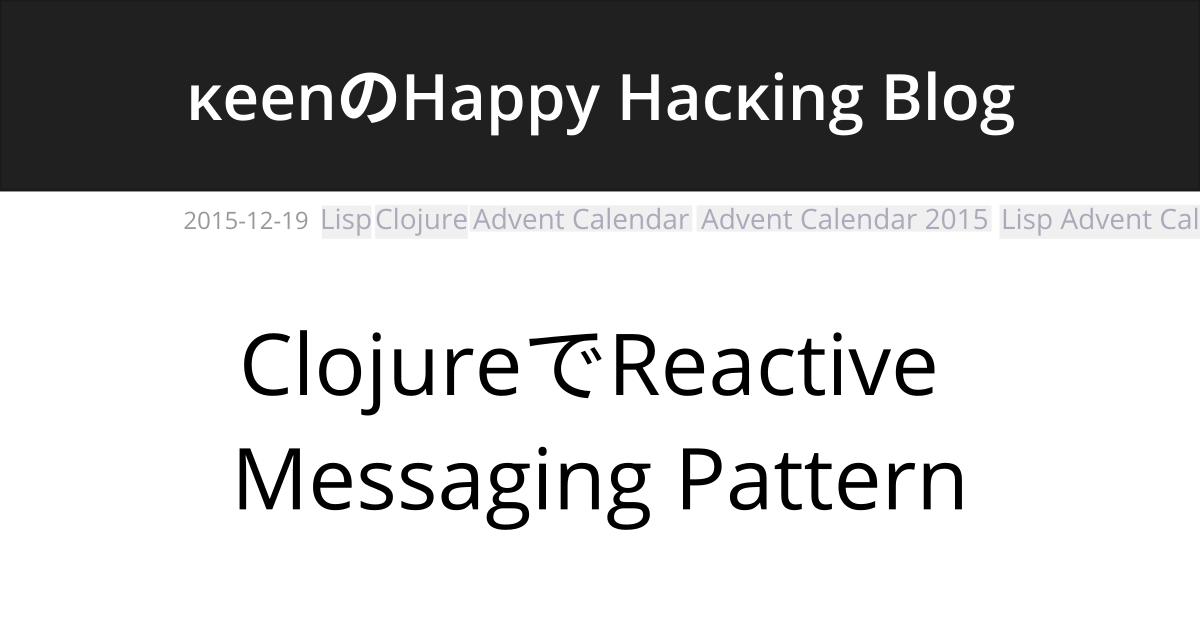 κeenのHappy Hacκing Blog
2015-12-19 Lisp Clojure Advent Calendar Advent Calendar 2015 Lisp Advent Cal
ClojureでReactive
Messaging Pattern